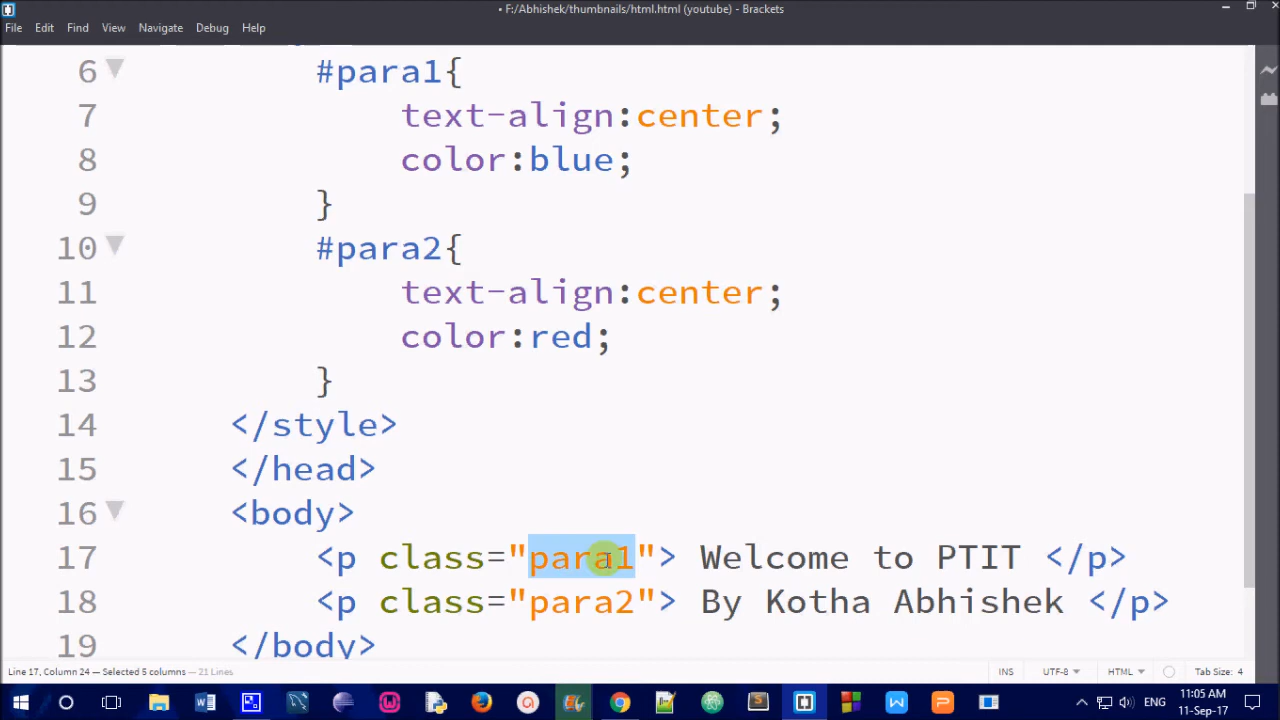 • F:/Abhishek/thumbnails/html.html (youtube) - Brackets
File Edit Find View Navigate Debug Help
6 #para1{
7 text-align:center;
8 color:blue;
9 }
10 #para2{
11 text-align:center;
12 color:red;
13 }
14 </style>
15 </head>
16 <body>
17 <p class="para1"> Welcome to PTIT </p>
18 <p class="para2"> By Kotha Abhishek </p>
19 </body>
Line 17, Column 24 — Selected 5 columns — 21 Lines INS UTF-8 HTML Tab Size: 4
ENG 11:05 AM
11-Sep-17